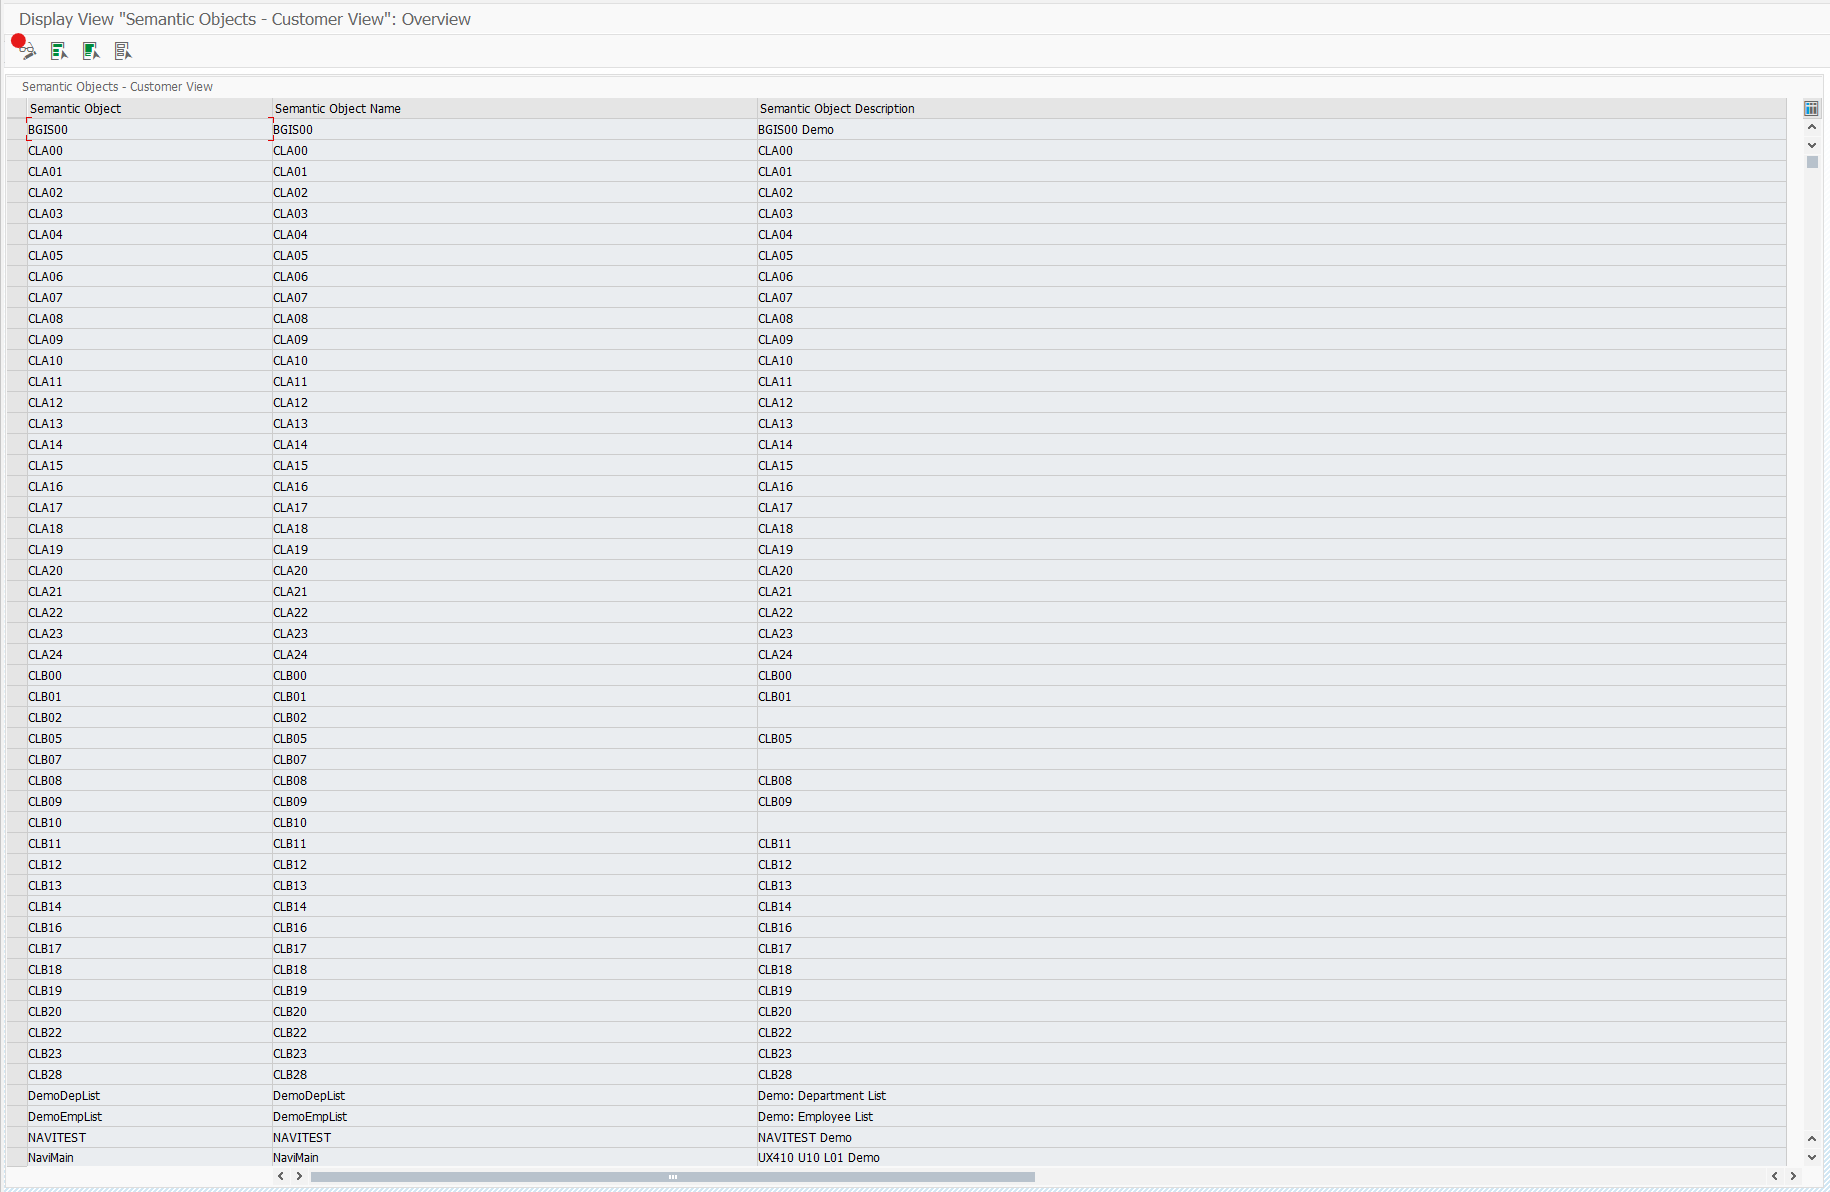 Display View "Semantic Objects - Customer View": Overview
Semantic Objects - Customer View
Semantic Object Semantic Object Name Semantic Object Description
BGIS00 BGIS00 BGIS00 Demo
CLA00 CLA00 CLA00
CLA01 CLA01 CLA01
CLA02 CLA02 CLA02
CLA03 CLA03 CLA03
CLA04 CLA04 CLA04
CLA05 CLA05 CLA05
CLA06 CLA06 CLA06
CLA07 CLA07 CLA07
CLA08 CLA08 CLA08
CLA09 CLA09 CLA09
CLA10 CLA10 CLA10
CLA11 CLA11 CLA11
CLA12 CLA12 CLA12
CLA13 CLA13 CLA13
CLA14 CLA14 CLA14
CLA15 CLA15 CLA15
CLA16 CLA16 CLA16
CLA17 CLA17 CLA17
CLA18 CLA18 CLA18
CLA19 CLA19 CLA19
CLA20 CLA20 CLA20
CLA21 CLA21 CLA21
CLA22 CLA22 CLA22
CLA23 CLA23 CLA23
CLA24 CLA24 CLA24
CLB00 CLB00 CLB00
CLB01 CLB01 CLB01
CLB02 CLB02
CLB05 CLB05 CLB05
CLB07 CLB07
CLB08 CLB08 CLB08
CLB09 CLB09 CLB09
CLB10 CLB10
CLB11 CLB11 CLB11
CLB12 CLB12 CLB12
CLB13 CLB13 CLB13
CLB14 CLB14 CLB14
CLB16 CLB16 CLB16
CLB17 CLB17 CLB17
CLB18 CLB18 CLB18
CLB19 CLB19 CLB19
CLB20 CLB20 CLB20
CLB22 CLB22 CLB22
CLB23 CLB23 CLB23
CLB28 CLB28 CLB28
DemoDepList DemoDepList Demo: Department List
DemoEmpList DemoEmpList Demo: Employee List
NAVITEST NAVITEST NAVITEST Demo
NaviMain NaviMain UX410 U10 L01 Demo